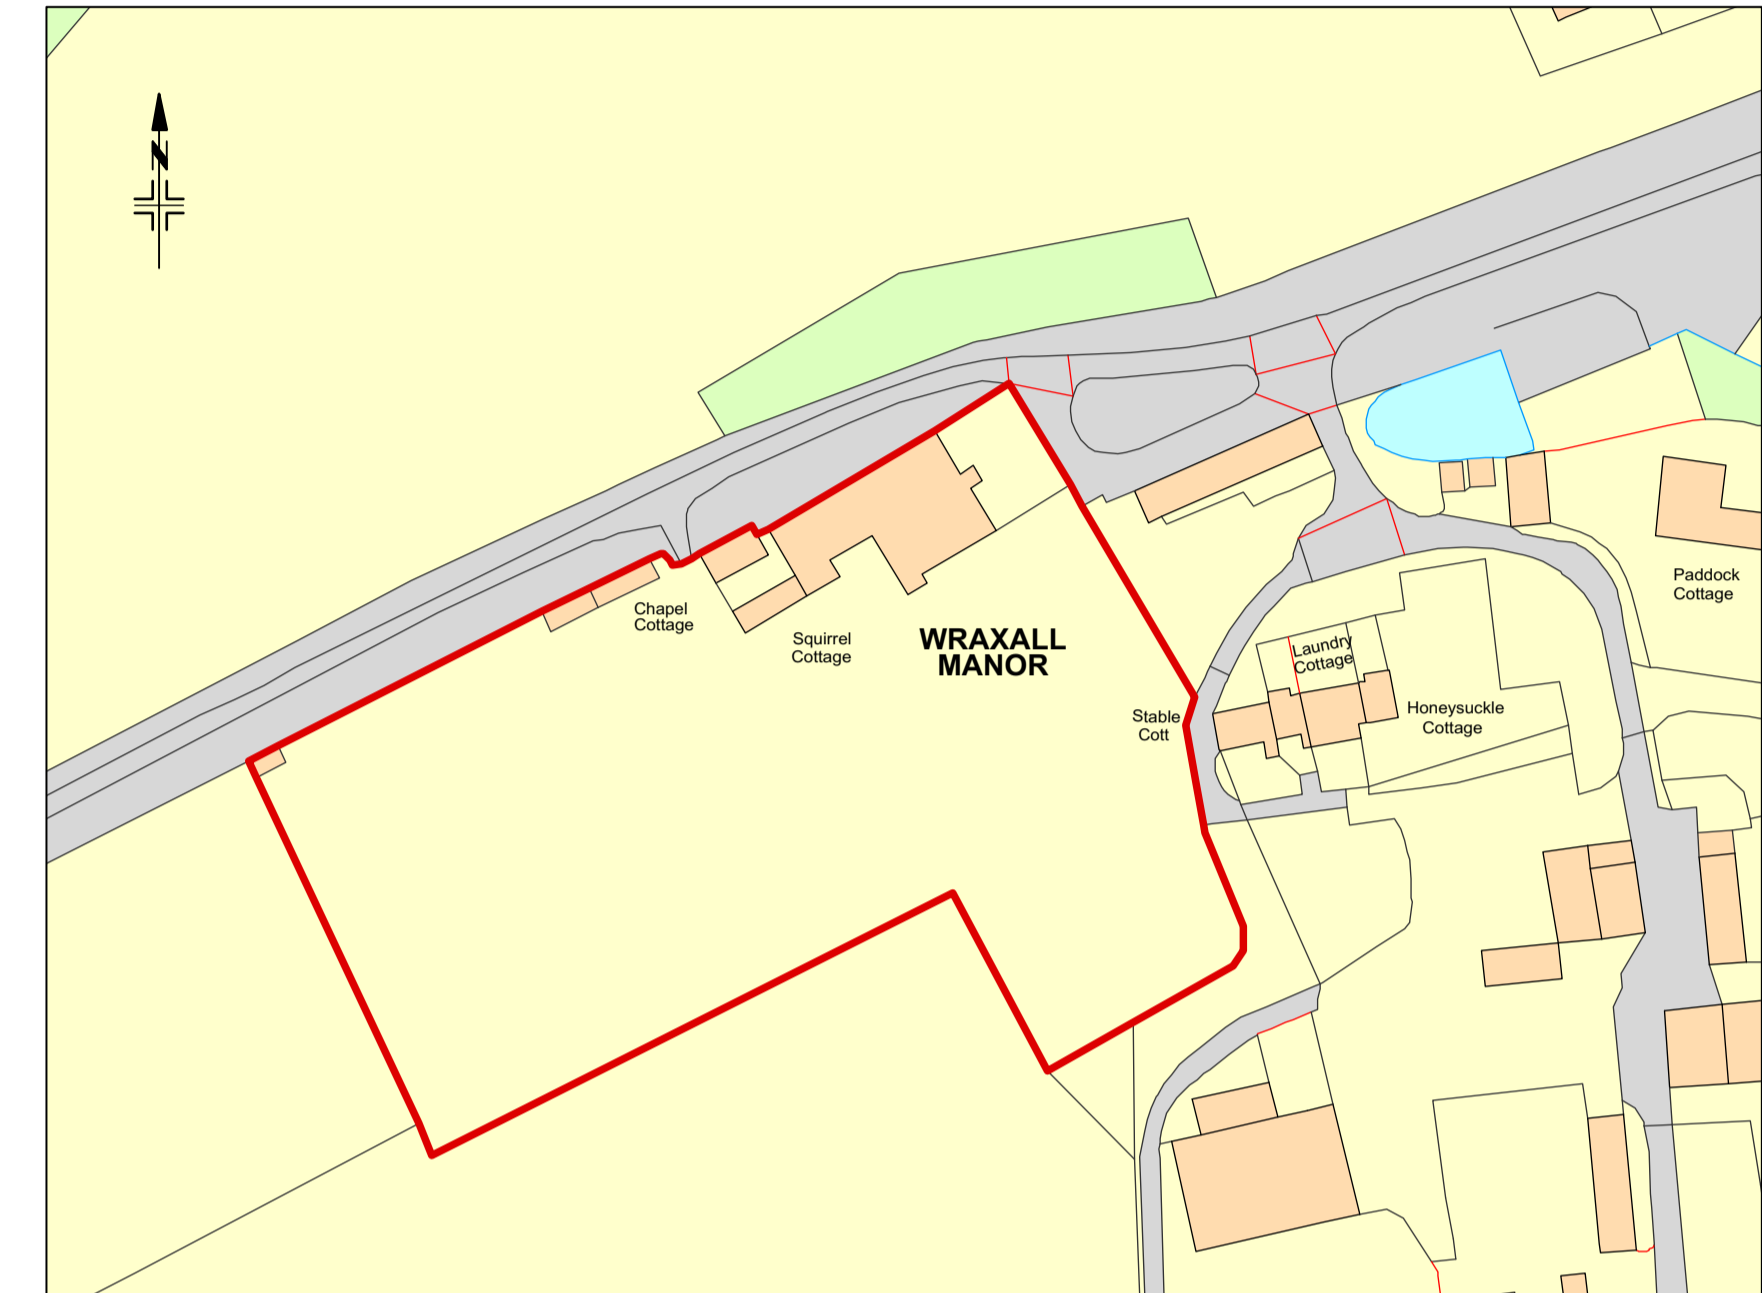 N
Chapel
Cottage
Squirrel
Cottage
WRAXALL
MANOR
Stable
Cott
Laundry
Cottage
Honeysuckle
Cottage
Paddock
Cottage